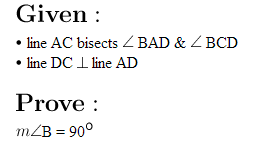 Given :
• line AC bisects ∠ BAD & ∠ BCD
• line DC ⊥ line AD
Prove :
m∠B = 90°